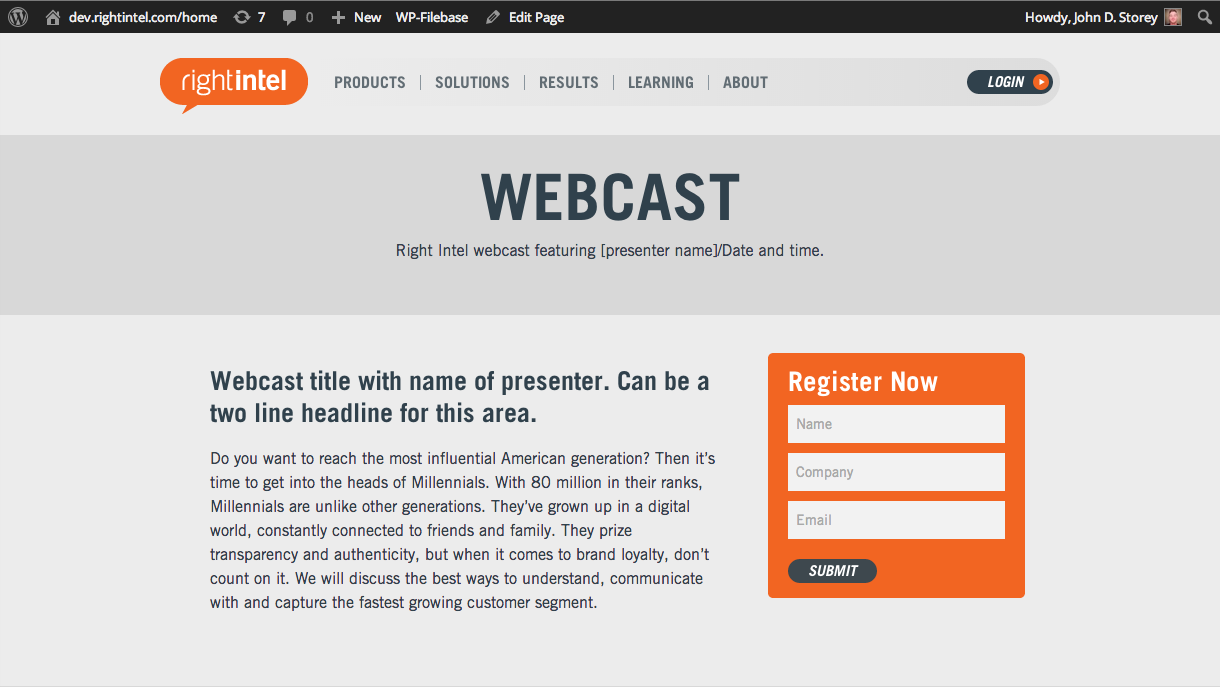 dev.rightintel.com/home 7 0 New WP-Filebase Edit Page Howdy, John D. Storey
rightintel PRODUCTS SOLUTIONS RESULTS LEARNING ABOUT LOGIN
WEBCAST
Right Intel webcast featuring [presenter name]/Date and time.
Webcast title with name of presenter. Can be a
two line headline for this area.
Do you want to reach the most influential American generation? Then it's
time to get into the heads of Millennials. With 80 million in their ranks,
Millennials are unlike other generations. They've grown up in a digital
world, constantly connected to friends and family. They prize
transparency and authenticity, but when it comes to brand loyalty, don't
count on it. We will discuss the best ways to understand, communicate
with and capture the fastest growing customer segment.
Register Now
Name
Company
Email
SUBMIT